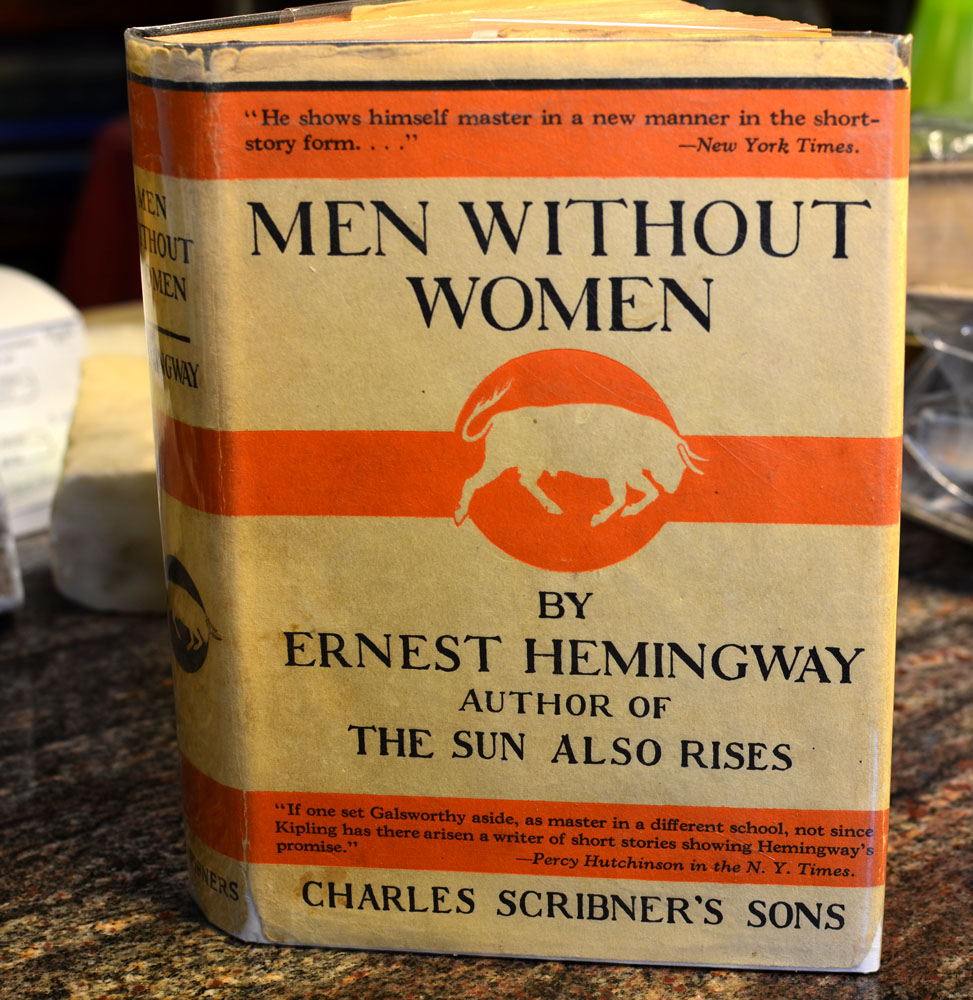 "He shows himself master in a new manner in the short-
story form. . . ."
—New York Times.
MEN WITHOUT
WOMEN
BY
ERNEST HEMINGWAY
AUTHOR OF
THE SUN ALSO RISES
"If one set Galsworthy aside, as master in a different school, not since
Kipling has there arisen a writer of short stories showing Hemingway's
promise."
—Percy Hutchinson in the N. Y. Times.
CHARLES SCRIBNER'S SONS
MEN
MEN